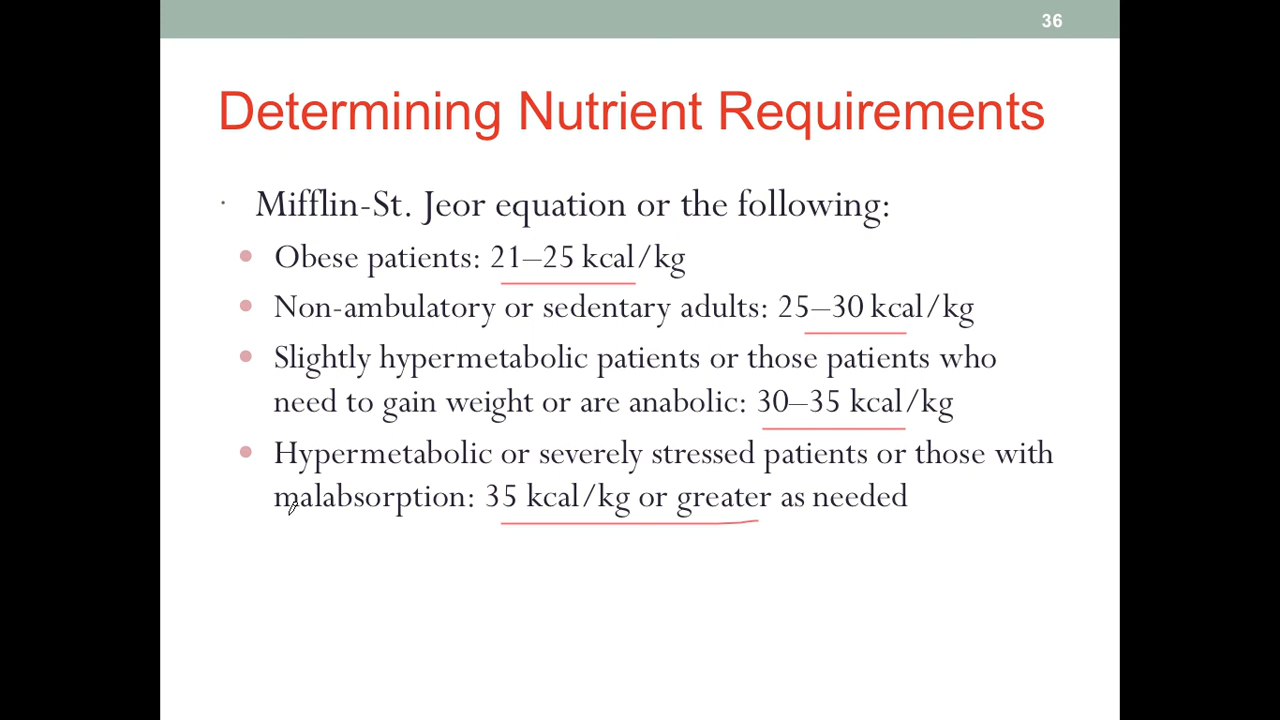 36
Determining Nutrient Requirements
· Mifflin-St. Jeor equation or the following:
• Obese patients: 21–25 kcal/kg
• Non-ambulatory or sedentary adults: 25–30 kcal/kg
• Slightly hypermetabolic patients or those patients who
need to gain weight or are anabolic: 30–35 kcal/kg
• Hypermetabolic or severely stressed patients or those with
malabsorption: 35 kcal/kg or greater as needed